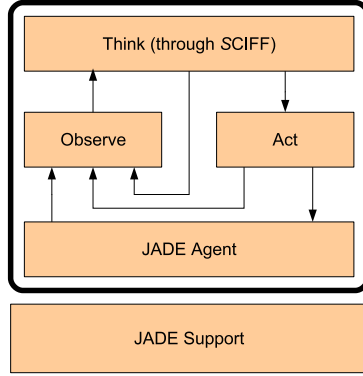 Think (through SCIFF)
Observe
Act
JADE Agent
JADE Support